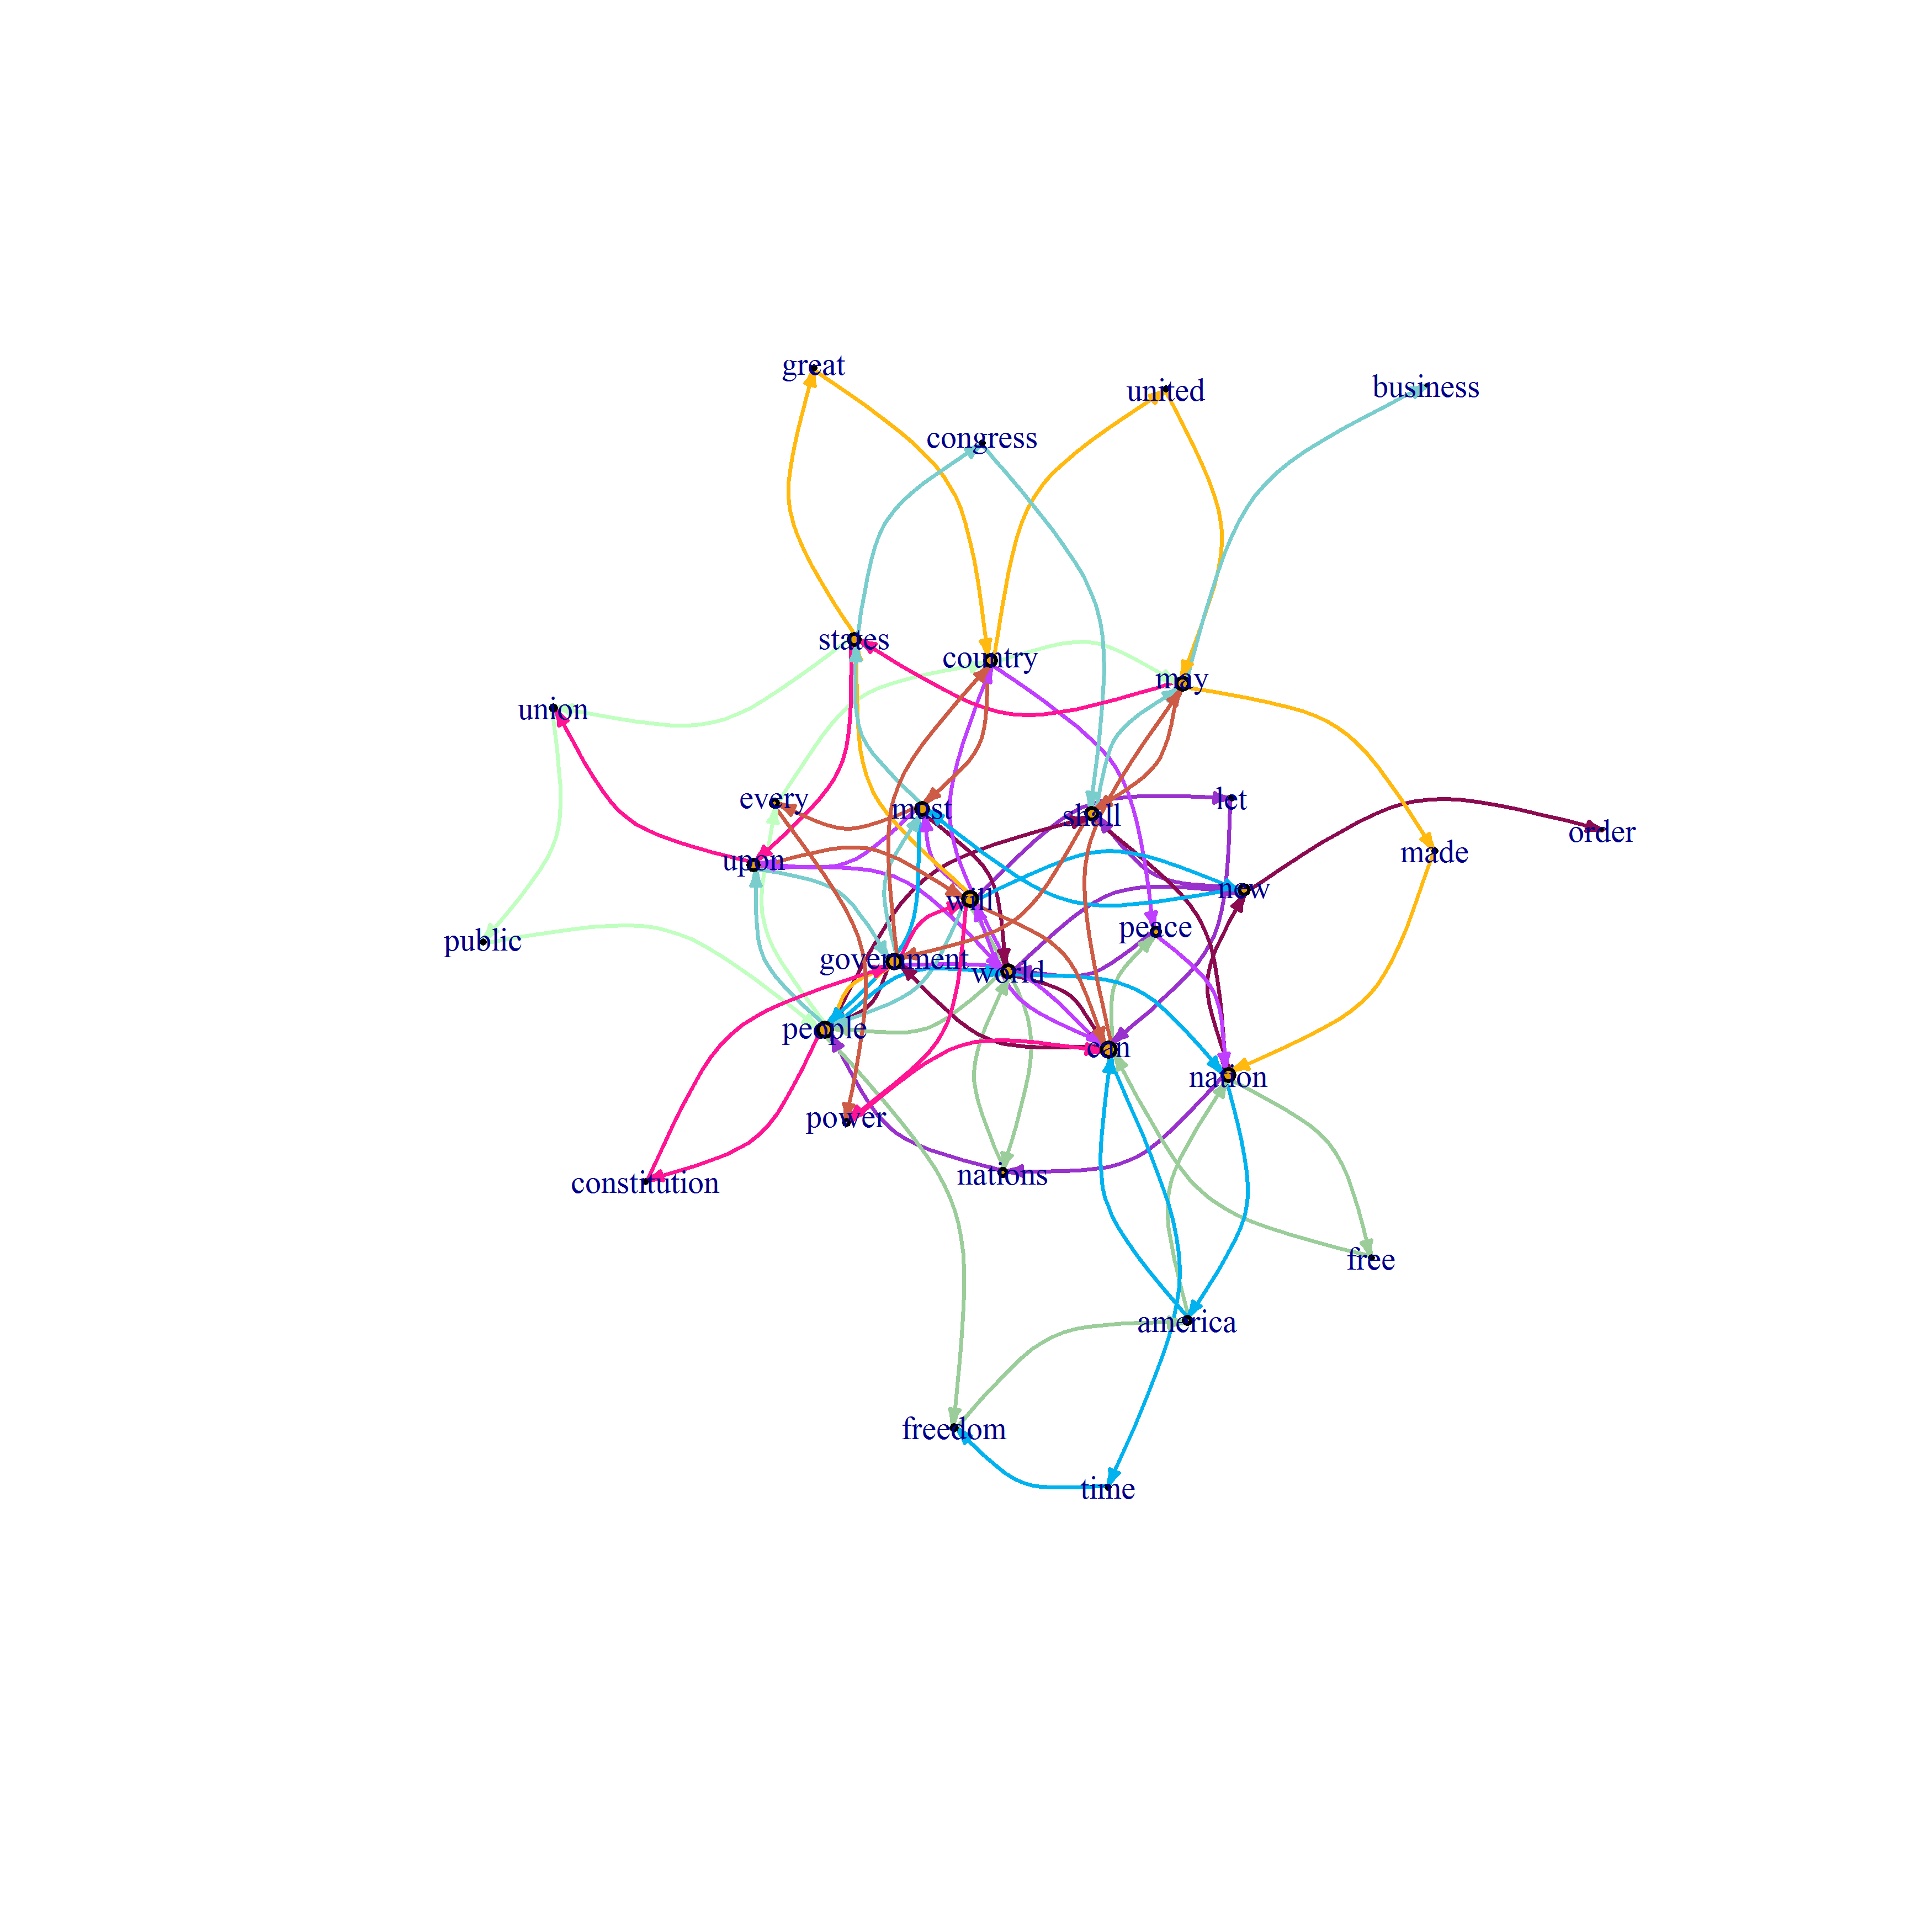 great
united
business
congress
states
country
may
union
every
must
shall
let
order
made
upon
will
new
peace
public
government
world
people
can
nation
power
nations
constitution
free
america
freedom
time